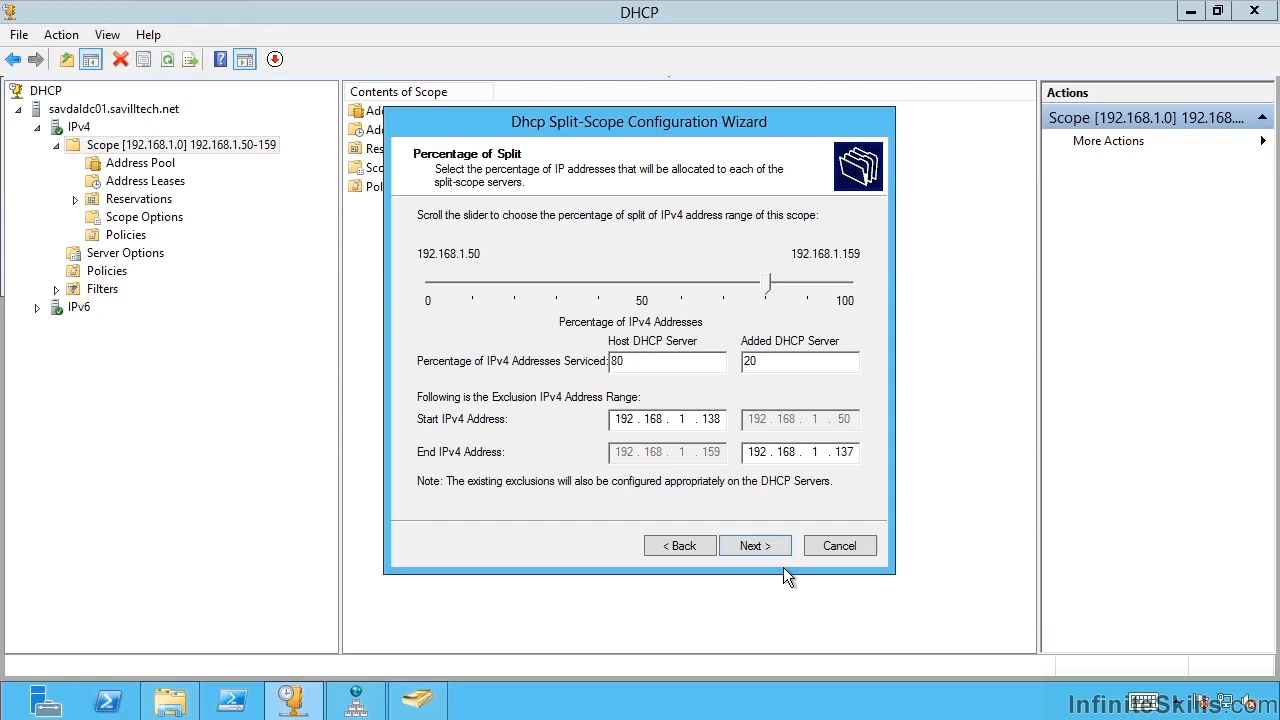 DHCP
File Action View Help
DHCP
savdaldc01.savilltech.net
IPv4
Scope [192.168.1.0] 192.168.1.50-159
Address Pool
Address Leases
Reservations
Scope Options
Policies
Server Options
Policies
Filters
IPv6
Contents of Scope
Ad
Ad
Res
Sco
Pol
Dhcp Split-Scope Configuration Wizard
Percentage of Split
Select the percentage of IP addresses that will be allocated to each of the
split-scope servers.
Scroll the slider to choose the percentage of split of IPv4 address range of this scope:
192.168.1.50 192.168.1.159
0 50 100
Percentage of IPv4 Addresses
Host DHCP Server Added DHCP Server
Percentage of IPv4 Addresses Serviced: 80 20
Following is the Exclusion IPv4 Address Range:
Start IPv4 Address: 192 . 168 . 1 . 138 192 . 168 . 1 . 50
End IPv4 Address: 192 . 168 . 1 . 159 192 . 168 . 1 . 137
Note: The existing exclusions will also be configured appropriately on the DHCP Servers.
< Back Next > Cancel
Actions
Scope [192.168.1.0] 192.168....
More Actions
InfiniteSkills.com